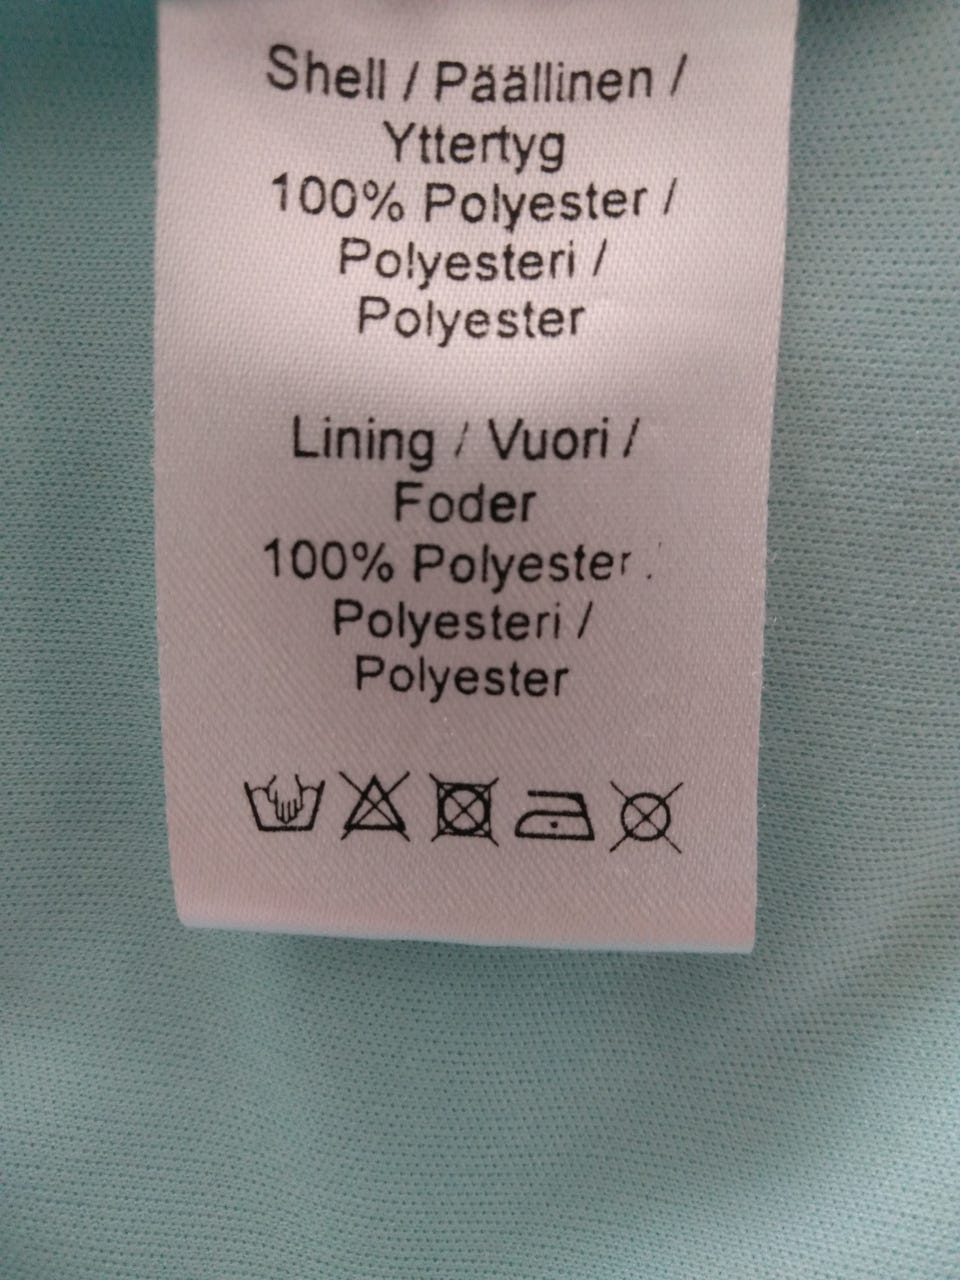 Shell / Päällinen /
Yttertyg
100% Polyester /
Polyesteri /
Polyester
Lining / Vuori /
Foder
100% Polyester .
Polyesteri /
Polyester